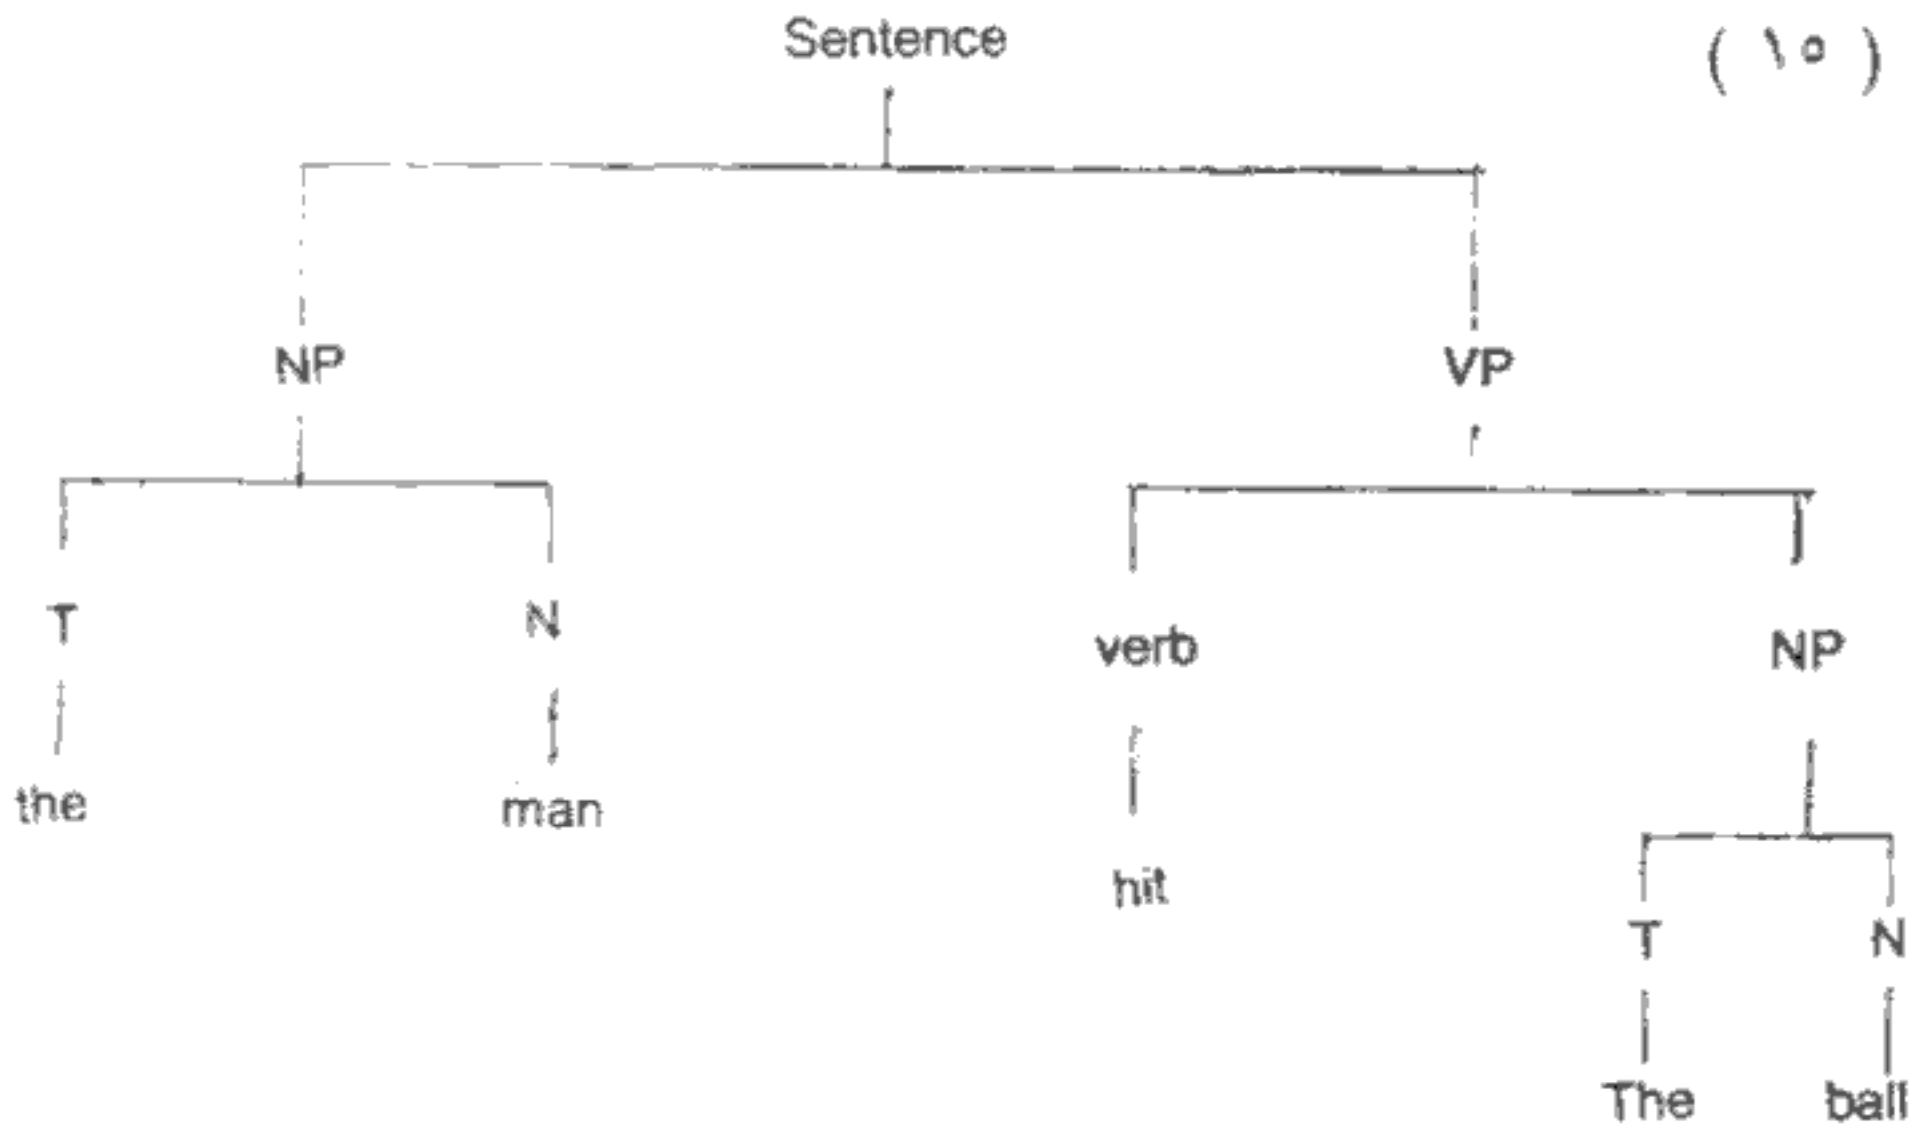 Sentence (١٥)
NP VP
T N verb NP
the man hit
T N
The ball